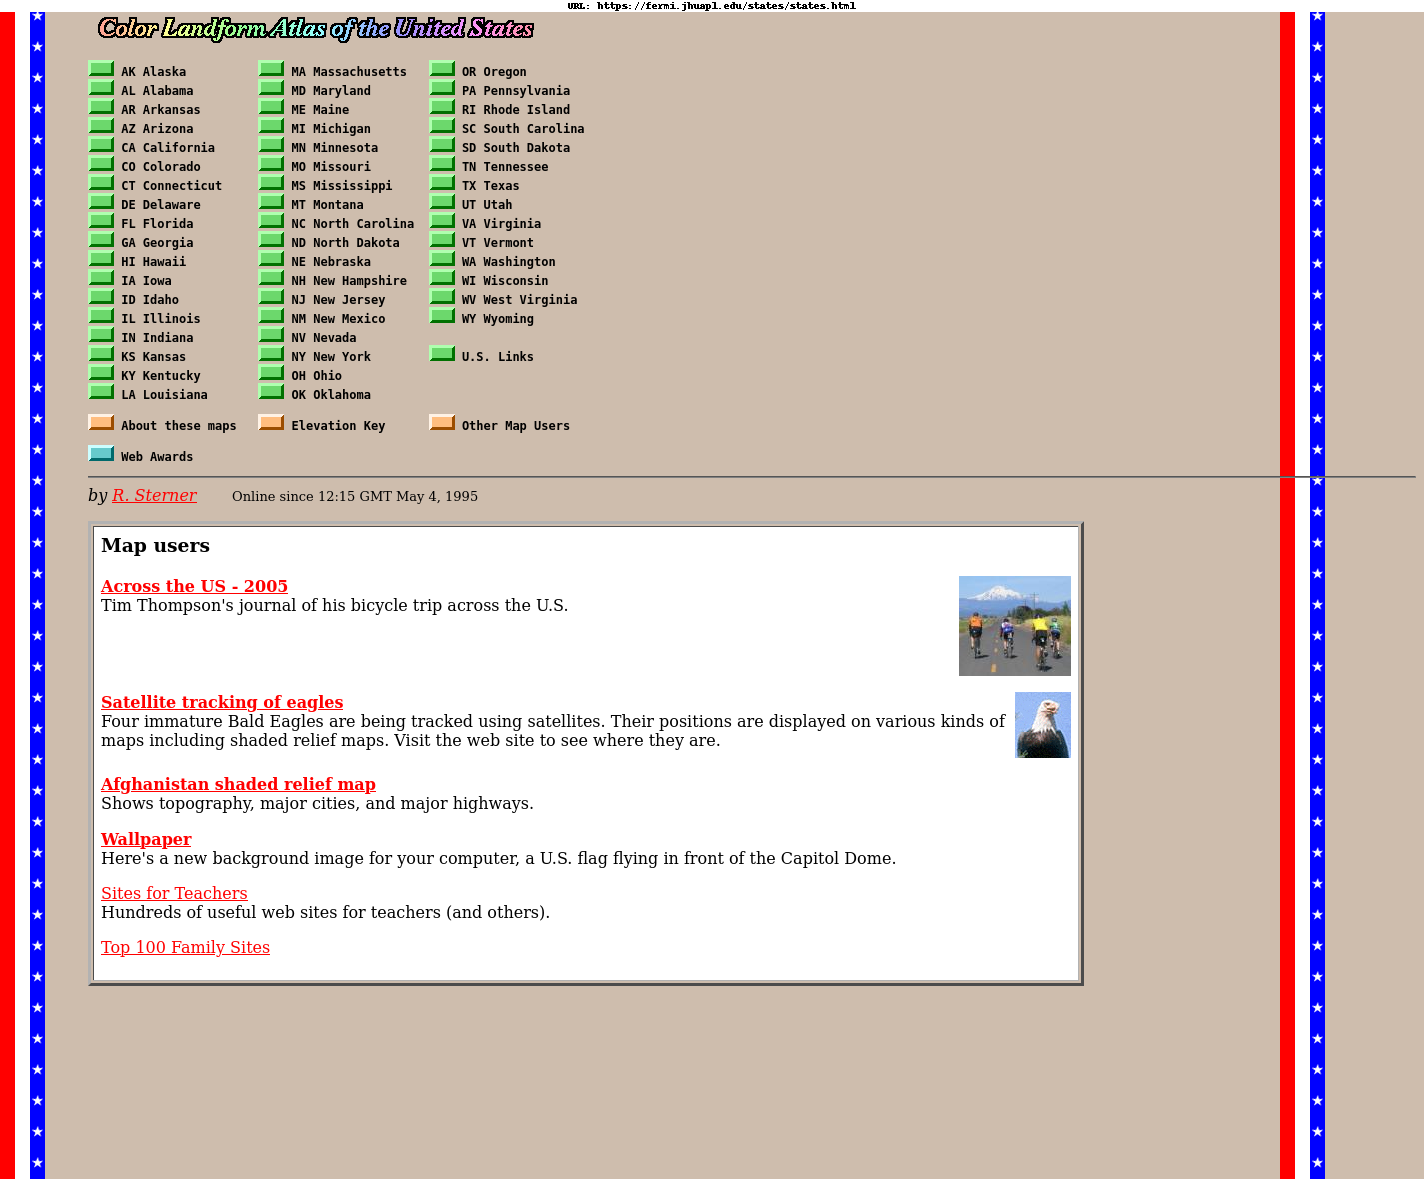 URL: https://fermi.jhuapl.edu/states/states.html
Color Landform Atlas of the United States
AK Alaska MA Massachusetts OR Oregon
AL Alabama MD Maryland PA Pennsylvania
AR Arkansas ME Maine RI Rhode Island
AZ Arizona MI Michigan SC South Carolina
CA California MN Minnesota SD South Dakota
CO Colorado MO Missouri TN Tennessee
CT Connecticut MS Mississippi TX Texas
DE Delaware MT Montana UT Utah
FL Florida NC North Carolina VA Virginia
GA Georgia ND North Dakota VT Vermont
HI Hawaii NE Nebraska WA Washington
IA Iowa NH New Hampshire WI Wisconsin
ID Idaho NJ New Jersey WV West Virginia
IL Illinois NM New Mexico WY Wyoming
IN Indiana NV Nevada
KS Kansas NY New York U.S. Links
KY Kentucky OH Ohio
LA Louisiana OK Oklahoma
About these maps Elevation Key Other Map Users
Web Awards
by R. Sterner Online since 12:15 GMT May 4, 1995
Map users
Across the US - 2005
Tim Thompson's journal of his bicycle trip across the U.S.
Satellite tracking of eagles
Four immature Bald Eagles are being tracked using satellites. Their positions are displayed on various kinds of
maps including shaded relief maps. Visit the web site to see where they are.
Afghanistan shaded relief map
Shows topography, major cities, and major highways.
Wallpaper
Here's a new background image for your computer, a U.S. flag flying in front of the Capitol Dome.
Sites for Teachers
Hundreds of useful web sites for teachers (and others).
Top 100 Family Sites